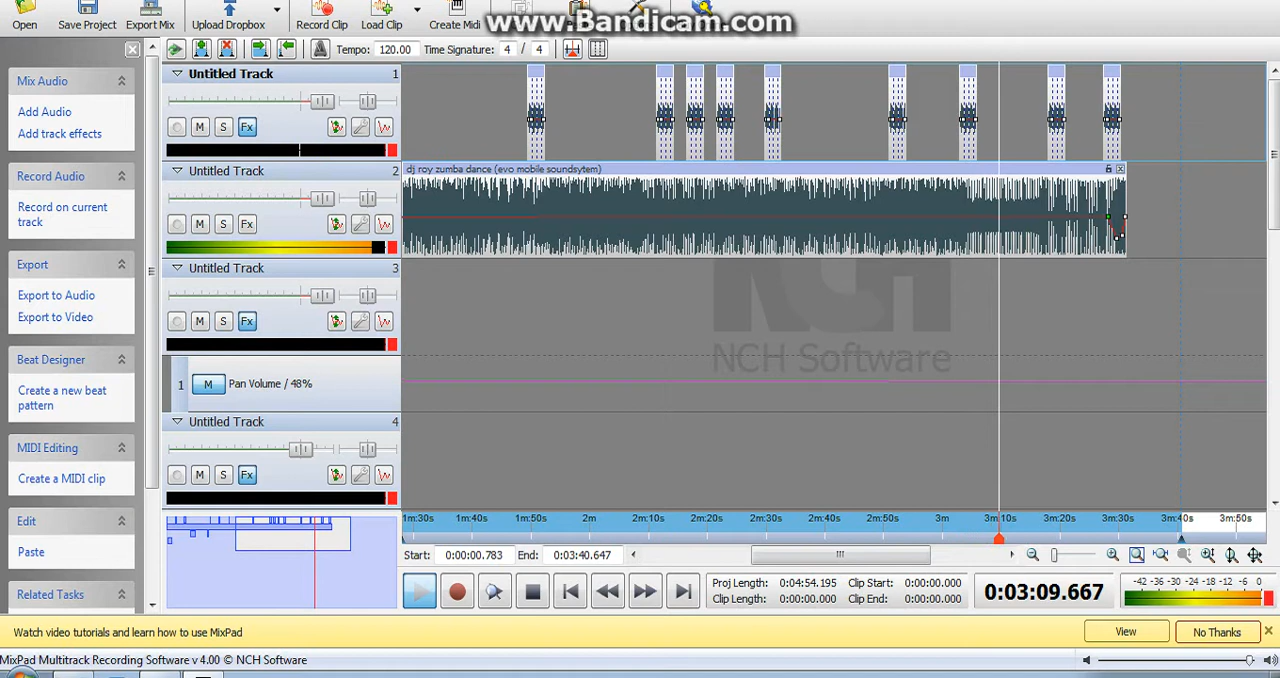 www.Bandicam.com
Open Save Project Export Mix Upload Dropbox Record Clip Load Clip Create Midi
Tempo: 120.00 Time Signature: 4 / 4
Mix Audio
Add Audio
Add track effects
Record Audio
Record on current
track
Export
Export to Audio
Export to Video
Beat Designer
Create a new beat
pattern
MIDI Editing
Create a MIDI clip
Edit
Paste
Related Tasks
Untitled Track 1
M S Fx
Untitled Track 2
M S Fx
dj roy zumba dance (evo mobile soundsytem)
Untitled Track 3
M S Fx
1 M Pan Volume / 48%
Untitled Track 4
M S Fx
NCH
NCH Software
1m:30s 1m:40s 1m:50s 2m 2m:10s 2m:20s 2m:30s 2m:40s 2m:50s 3m 3m:10s 3m:20s 3m:30s 3m:40s 3m:50s
Start: 0:00:00.783 End: 0:03:40.647
Proj Length: 0:04:54.195 Clip Start: 0:00:00.000
Clip Length: 0:00:00.000 Clip End: 0:00:00.000
0:03:09.667
-42 -36 -30 -24 -18 -12 -6 0
Watch video tutorials and learn how to use MixPad
View
No Thanks
MixPad Multitrack Recording Software v 4.00 © NCH Software